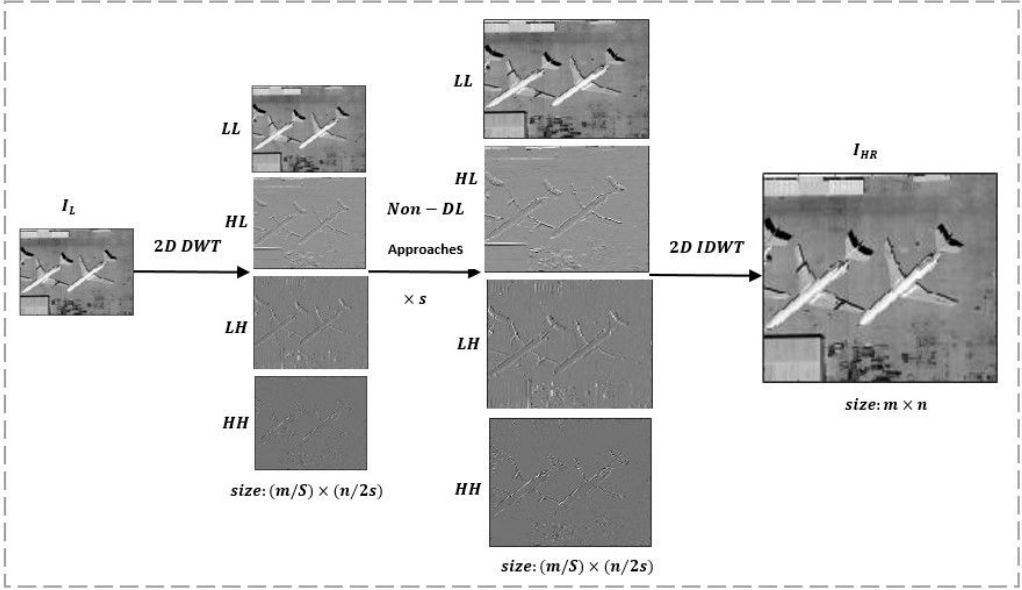 I_L
2D DWT
LL
HL
LH
HH
size: (m/S) × (n/2s)
Non − DL
Approaches
× s
LL
HL
LH
HH
size: (m/S) × (n/2s)
2D IDWT
I_HR
size: m × n